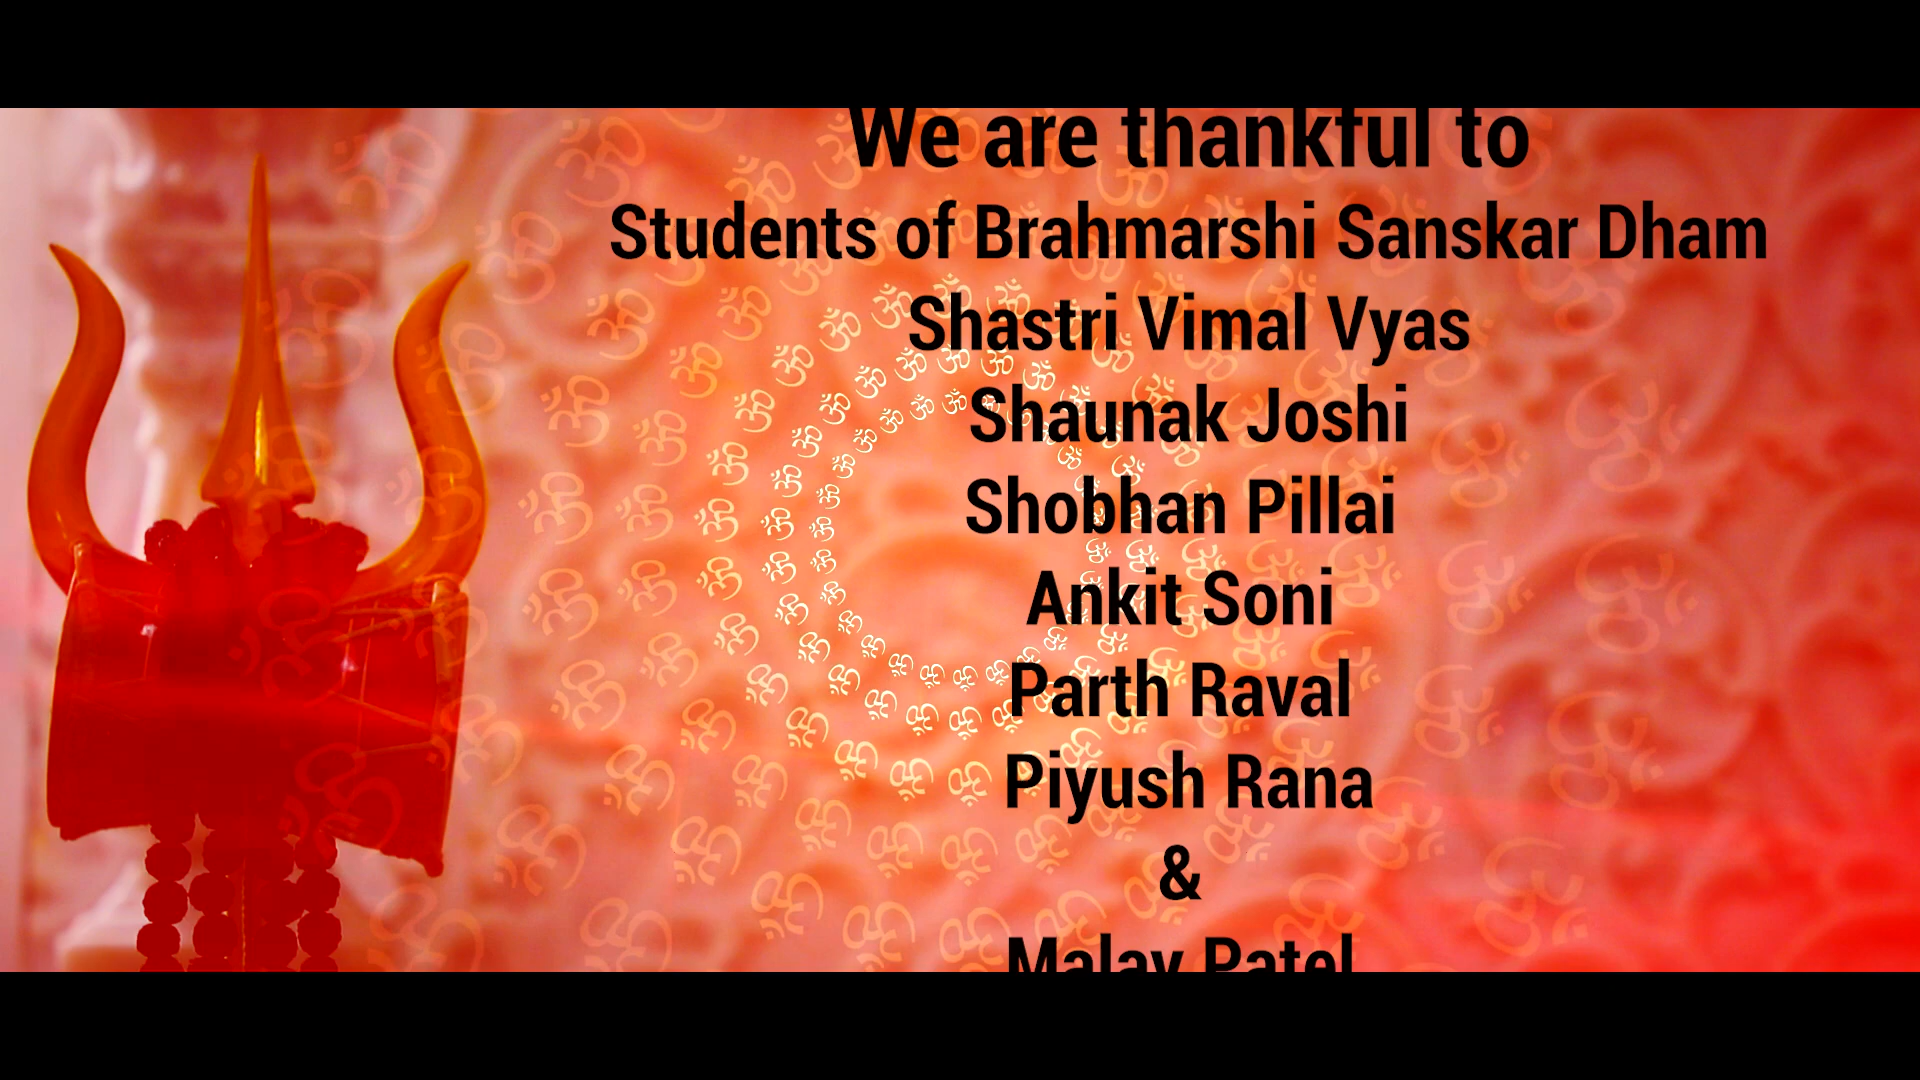 We are thankful to
Students of Brahmarshi Sanskar Dham
Shastri Vimal Vyas
Shaunak Joshi
Shobhan Pillai
Ankit Soni
Parth Raval
Piyush Rana
&
Malav Patel